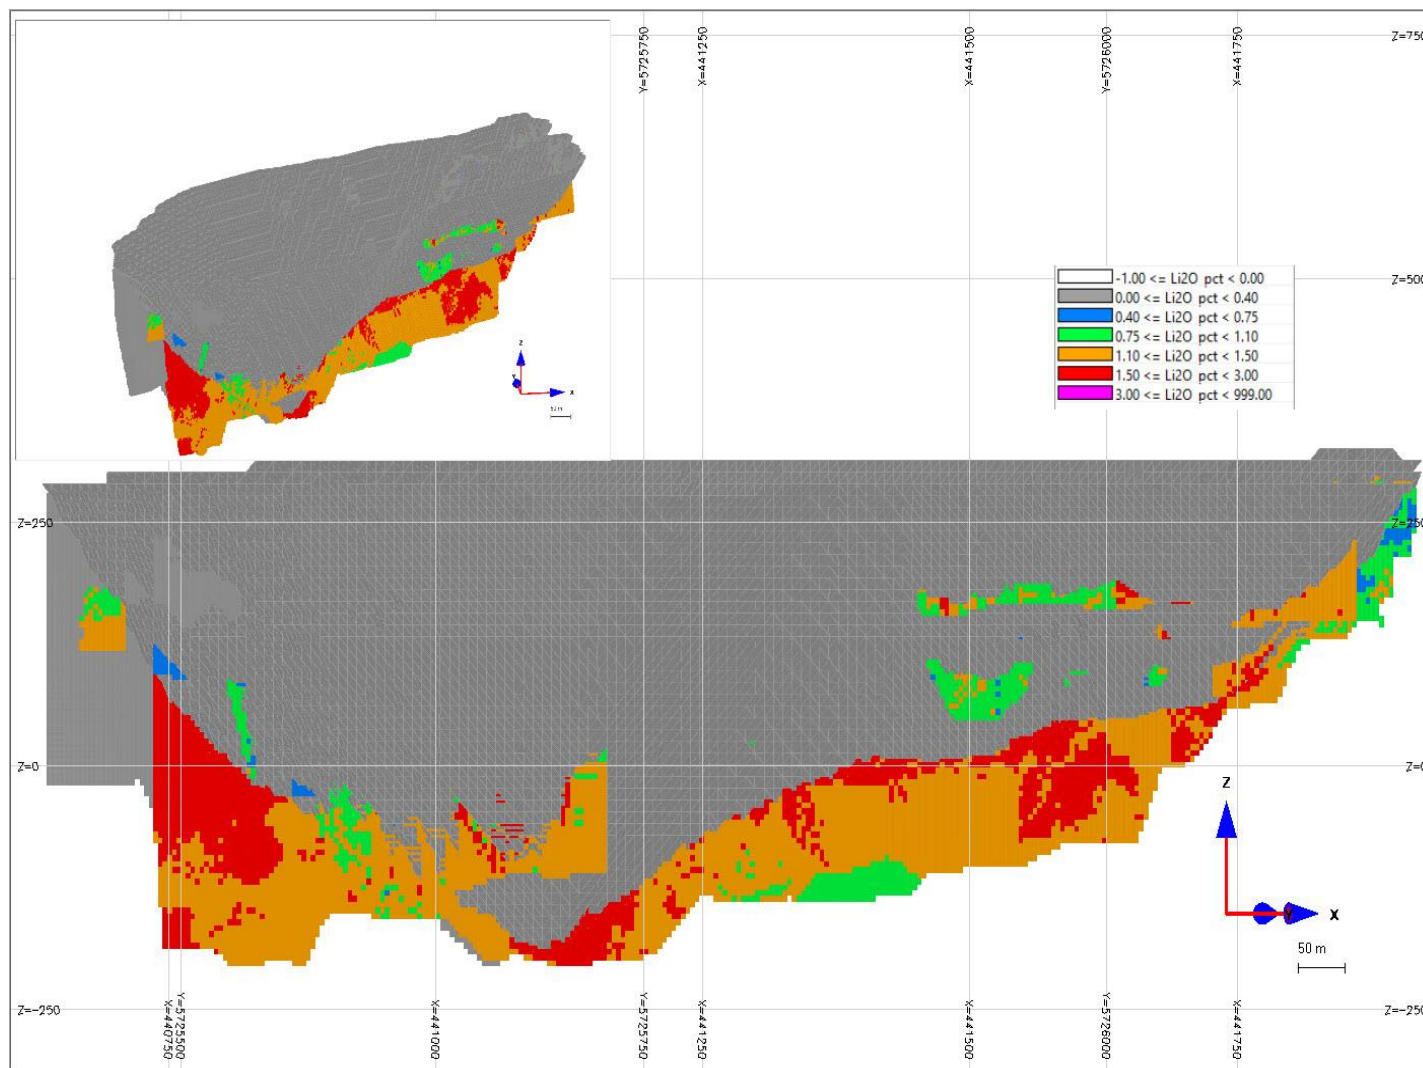 Y=5725750
X=441250
X=441500
Y=5726000
X=441750
Z=750
Z=500
-1.00 <= Li2O pct < 0.00
0.00 <= Li2O pct < 0.40
0.40 <= Li2O pct < 0.75
0.75 <= Li2O pct < 1.10
1.10 <= Li2O pct < 1.50
1.50 <= Li2O pct < 3.00
3.00 <= Li2O pct < 999.00
Z
X
Z=250
Z=250
Z=0
Z=0
Z
Y
X
50 m
Z=-250
Z=-250
X=440750
Y=5725500
X=441000
Y=5725750
X=441250
X=441500
Y=5726000
X=441750